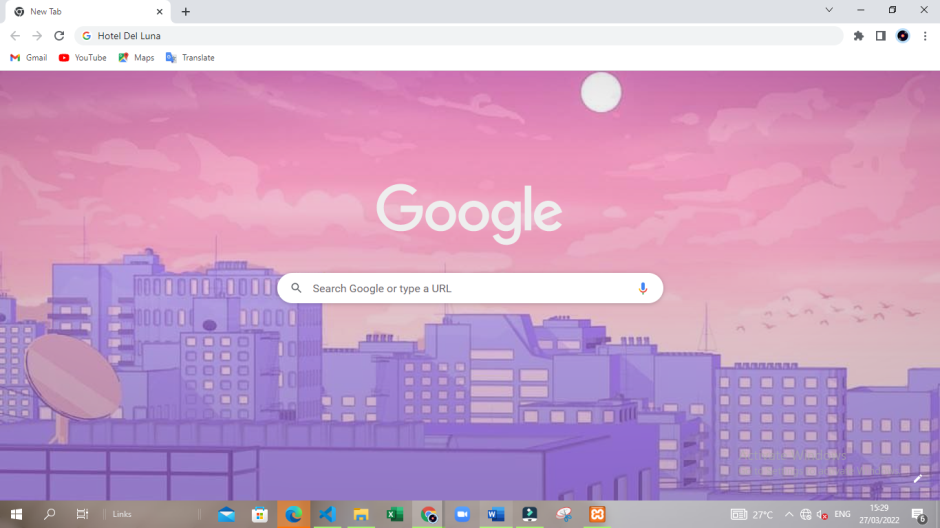 New Tab
Hotel Del Luna
Gmail
YouTube
Maps
Translate
Google
Search Google or type a URL
Links
27°C
ENG
15:29
27/03/2022
6